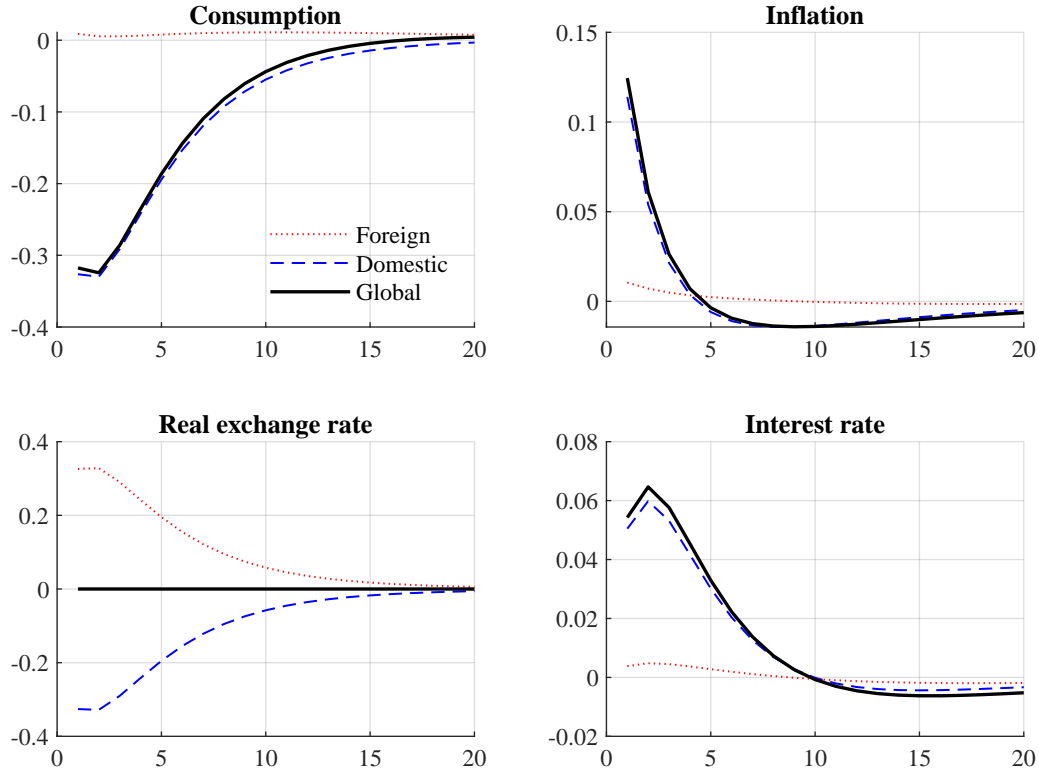 Consumption
0
-0.1
-0.2
-0.3
-0.4
0 5 10 15 20
Foreign
Domestic
Global
Inflation
0.15
0.1
0.05
0
0 5 10 15 20
Real exchange rate
0.4
0.2
0
-0.2
-0.4
0 5 10 15 20
Interest rate
0.08
0.06
0.04
0.02
0
-0.02
0 5 10 15 20